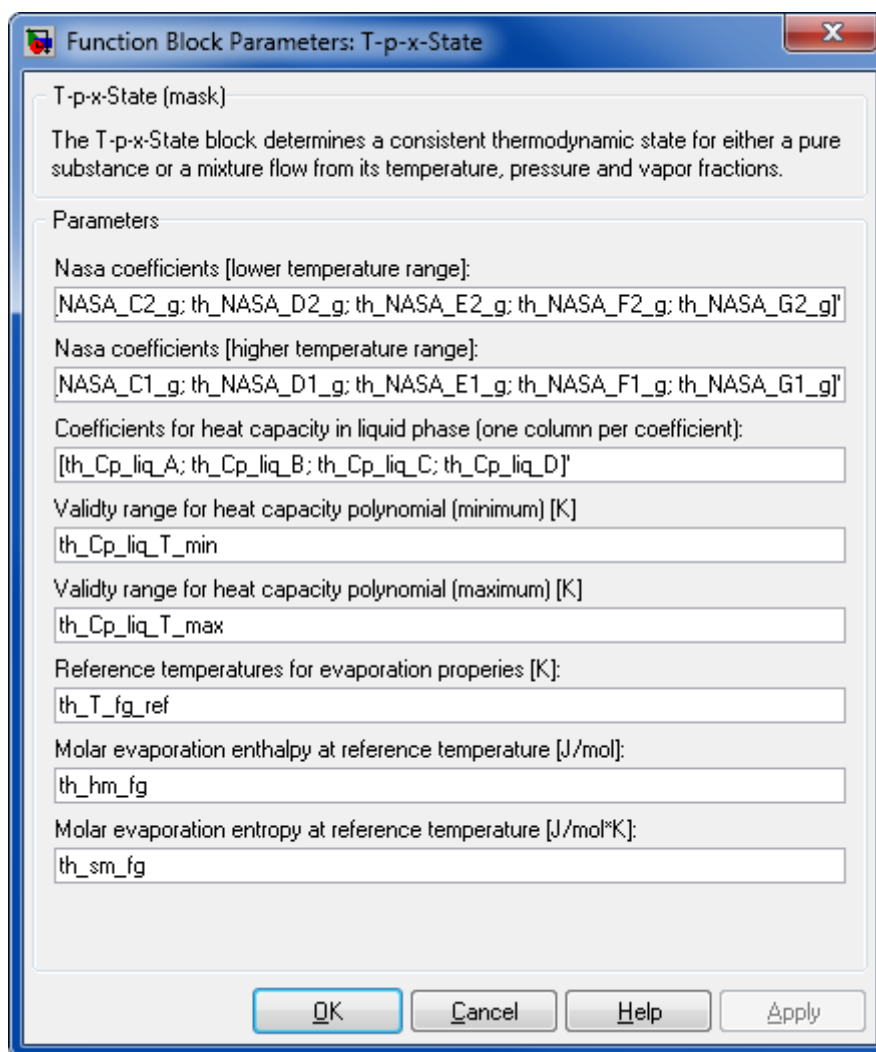 Function Block Parameters: T-p-x-State
T-p-x-State (mask)
The T-p-x-State block determines a consistent thermodynamic state for either a pure
substance or a mixture flow from its temperature, pressure and vapor fractions.
Parameters
Nasa coefficients [lower temperature range]:
_NASA_C2_g; th_NASA_D2_g; th_NASA_E2_g; th_NASA_F2_g; th_NASA_G2_g]'
Nasa coefficients [higher temperature range]:
_NASA_C1_g; th_NASA_D1_g; th_NASA_E1_g; th_NASA_F1_g; th_NASA_G1_g]'
Coefficients for heat capacity in liquid phase (one column per coefficient):
[th_Cp_liq_A; th_Cp_liq_B; th_Cp_liq_C; th_Cp_liq_D]'
Validty range for heat capacity polynomial (minimum) [K]
th_Cp_liq_T_min
Validty range for heat capacity polynomial (maximum) [K]
th_Cp_liq_T_max
Reference temperatures for evaporation properies [K]:
th_T_fg_ref
Molar evaporation enthalpy at reference temperature [J/mol]:
th_hm_fg
Molar evaporation entropy at reference temperature [J/mol*K]:
th_sm_fg
OK Cancel Help Apply